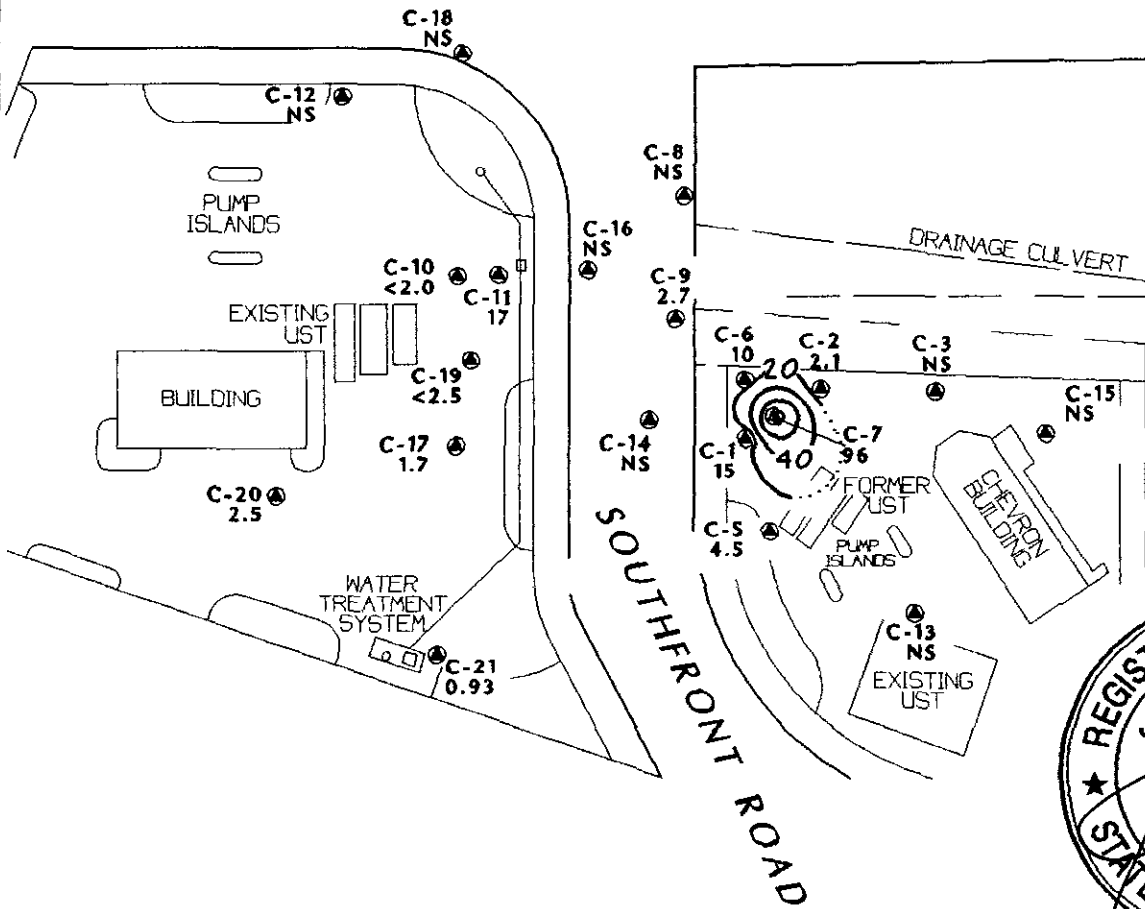 C-18
NS
C-12
NS
C-8
NS
PUMP
ISLANDS
C-16
NS
DRAINAGE CULVERT
C-10
<2.0
C-11
17
C-9
2.7
EXISTING
UST
C-6
10
C-2
2.1
C-3
NS
20
C-19
<2.5
BUILDING
C-15
NS
C-14
NS
C-17
1.7
C-1
15
40
C-7
96
FORMER
UST
CHEVRON
BUILDING
C-20
2.5
C-5
4.5
PUMP
ISLANDS
SOUTHFRONT ROAD
WATER
TREATMENT
SYSTEM
C-13
NS
C-21
0.93
EXISTING
UST
★ REGIST